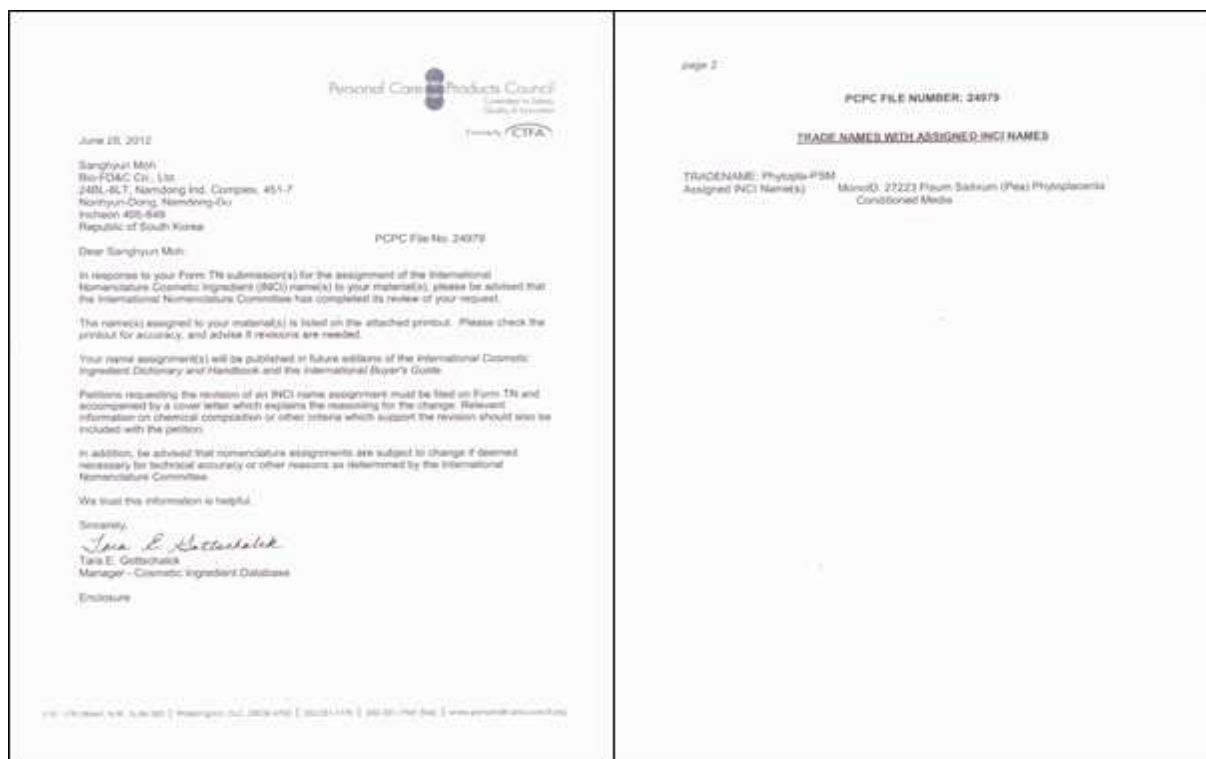 Personal Care Products Council
Committed to Safety,
Quality & Innovation
Formerly CTFA
June 28, 2012
Sanghyun Moh
Bio-FD&C Co., Ltd.
24BL-8LT, Namdong Ind. Complex, 451-7
Nonhyun-Dong, Namdong-Gu
Incheon 405-849
Republic of South Korea
PCPC File No. 24979
Dear Sanghyun Moh:
In response to your Form TN submission(s) for the assignment of the International
Nomenclature Cosmetic Ingredient (INCI) name(s) to your material(s), please be advised that
the International Nomenclature Committee has completed its review of your request.
The name(s) assigned to your material(s) is listed on the attached printout. Please check the
printout for accuracy, and advise if revisions are needed.
Your name assignment(s) will be published in future editions of the International Cosmetic
Ingredient Dictionary and Handbook and the International Buyer's Guide.
Petitions requesting the revision of an INCI name assignment must be filed on Form TN and
accompanied by a cover letter which explains the reasoning for the change. Relevant
information on chemical composition or other criteria which support the revision should also be
included with the petition.
In addition, be advised that nomenclature assignments are subject to change if deemed
necessary for technical accuracy or other reasons as determined by the International
Nomenclature Committee.
We trust this information is helpful.
Sincerely,
Tara E. Gottschalck
Tara E. Gottschalck
Manager - Cosmetic Ingredient Database
Enclosure
page 2
PCPC FILE NUMBER: 24979
TRADE NAMES WITH ASSIGNED INCI NAMES
TRADENAME: Phytopla-PSM
Assigned INCI Name(s): MonoID: 27223 Pisum Sativum (Pea) Phytoplacenta
Conditioned Media